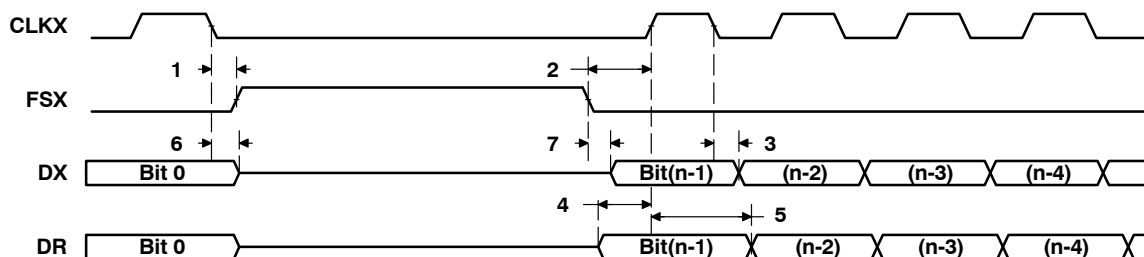 CLKX
1 2
FSX
6 7 3
DX Bit 0 Bit(n-1) (n-2) (n-3) (n-4)
4 5
DR Bit 0 Bit(n-1) (n-2) (n-3) (n-4)